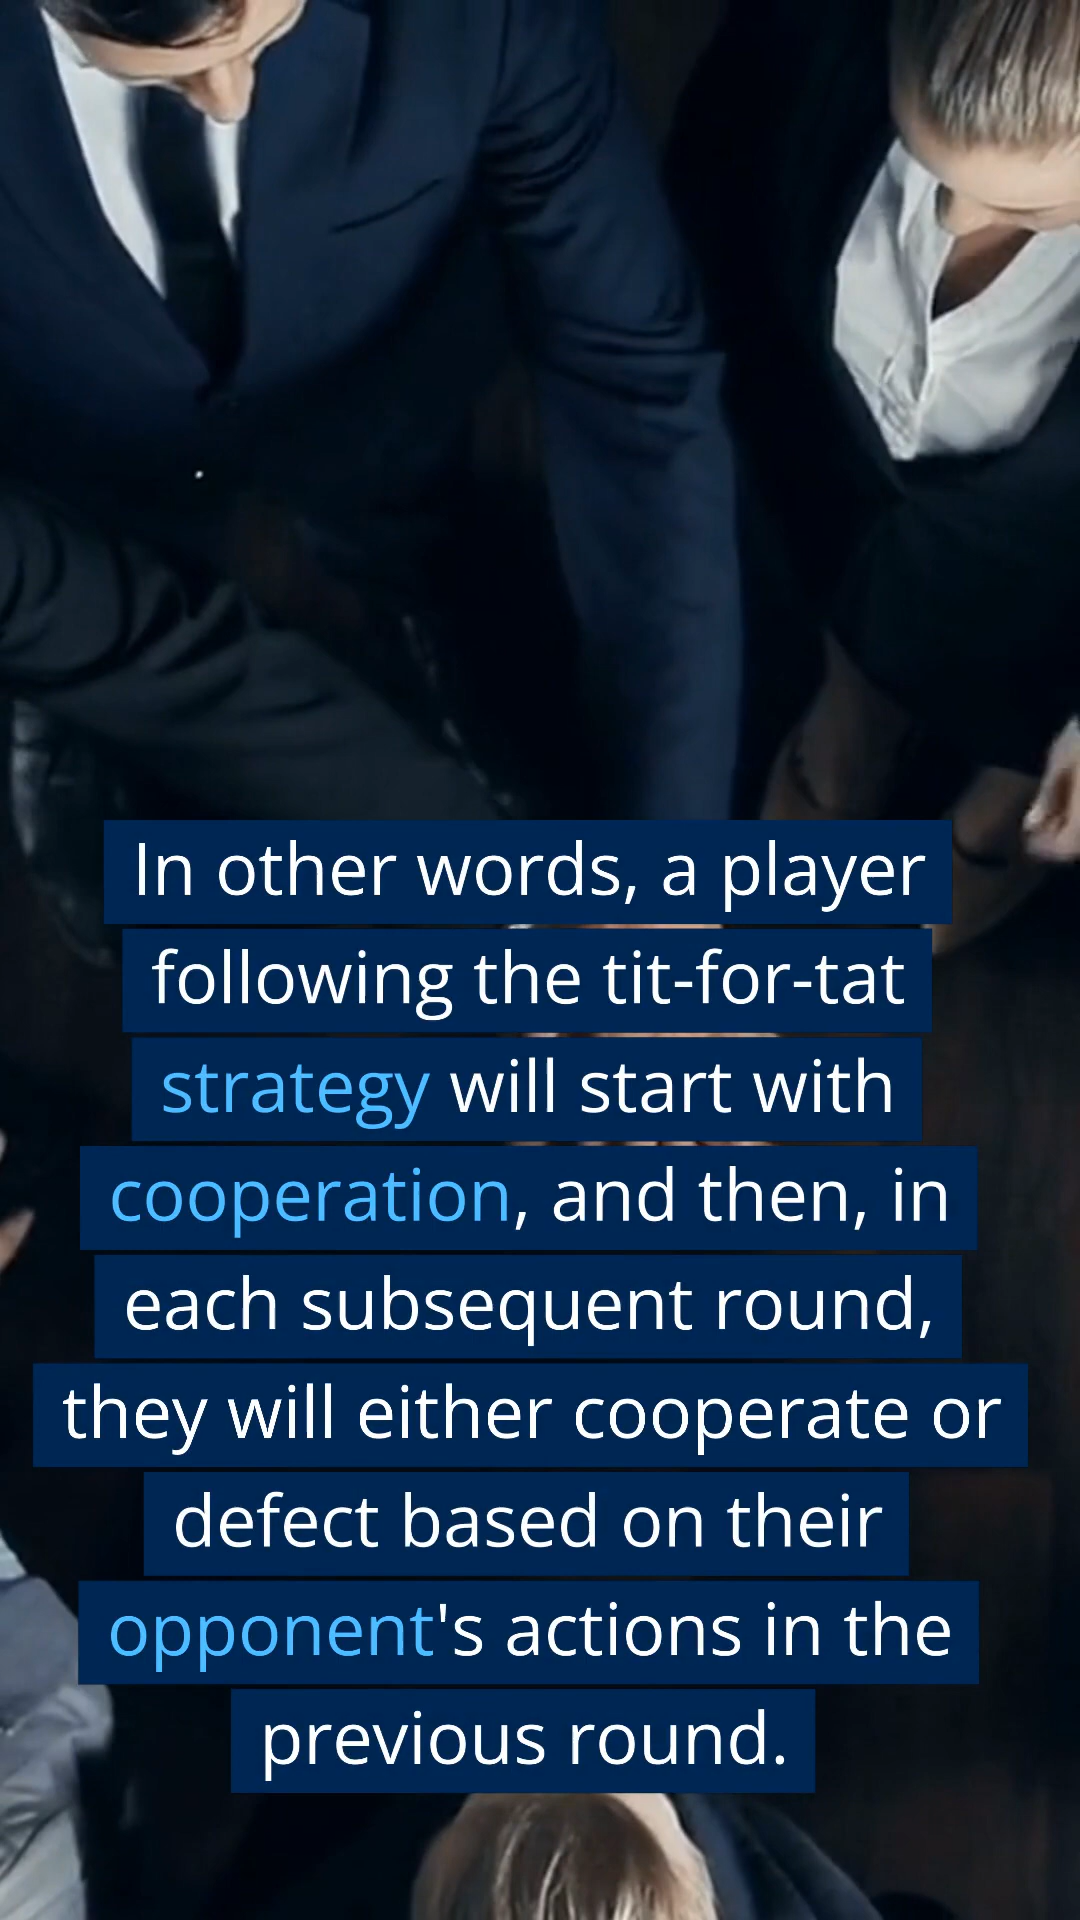 In other words, a player
following the tit-for-tat
strategy will start with
cooperation, and then, in
each subsequent round,
they will either cooperate or
defect based on their
opponent's actions in the
previous round.